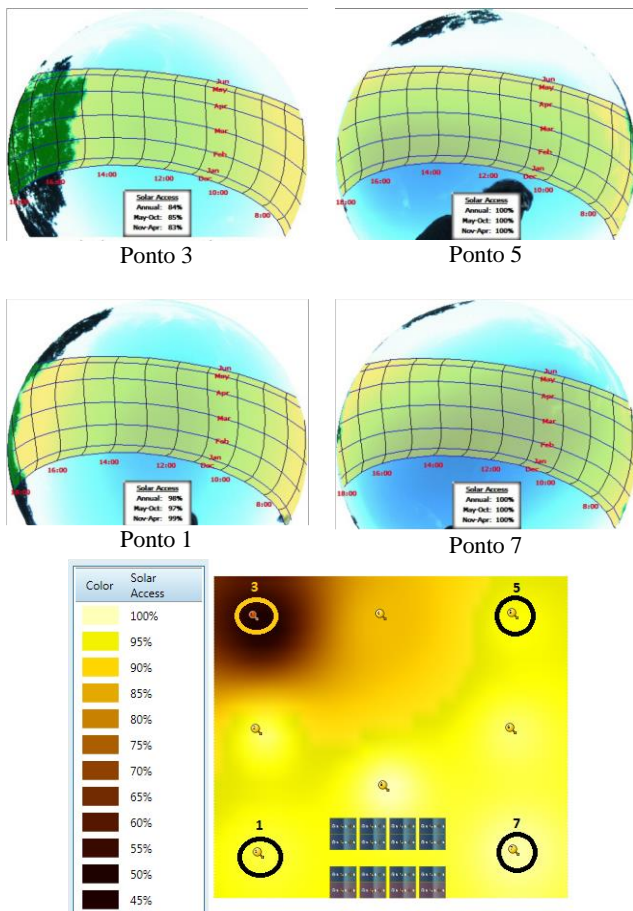 Jun
May
Apr
Mar
Feb
Jan
Dec
16:00
14:00
12:00
10:00
8:00
Solar Access
Annual: 84%
May-Oct: 85%
Nov-Apr: 83%
Ponto 3
Jun
May
Apr
Mar
Feb
Jan
Dec
18:00
16:00
14:00
12:00
10:00
8:00
Solar Access
Annual: 100%
May-Oct: 100%
Nov-Apr: 100%
Ponto 5
Jun
May
Apr
Mar
Feb
Jan
Dec
18:00
16:00
14:00
12:00
10:00
8:00
Solar Access
Annual: 98%
May-Oct: 97%
Nov-Apr: 99%
Ponto 1
Jun
May
Apr
Mar
Feb
Jan
Dec
18:00
16:00
14:00
12:00
10:00
8:00
Solar Access
Annual: 100%
May-Oct: 100%
Nov-Apr: 100%
Ponto 7
Color Solar Access
100%
95%
90%
85%
80%
75%
70%
65%
60%
55%
50%
45%
3
5
1
7